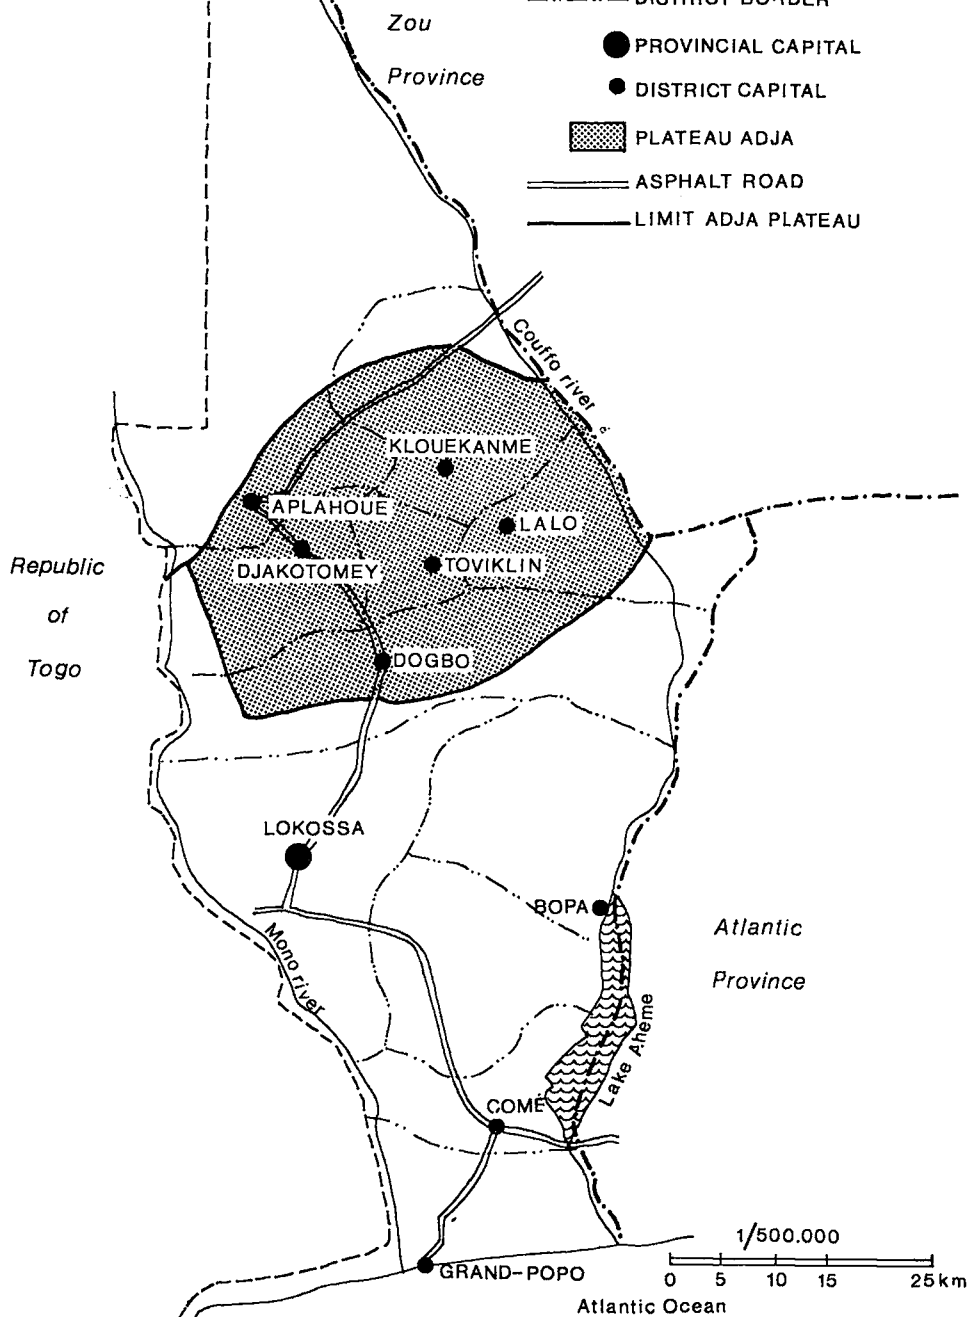 DISTRICT BORDER
Zou
Province
PROVINCIAL CAPITAL
DISTRICT CAPITAL
PLATEAU ADJA
ASPHALT ROAD
LIMIT ADJA PLATEAU
Couffo river
KLOUEKANME
APLAHOUE
LALO
DJAKOTOMEY
TOVIKLIN
Republic
of
Togo
DOGBO
LOKOSSA
BOPA
Atlantic
Province
Mono river
Lake Aheme
COMÉ
1/500.000
GRAND-POPO
0 5 10 15 25 km
Atlantic Ocean